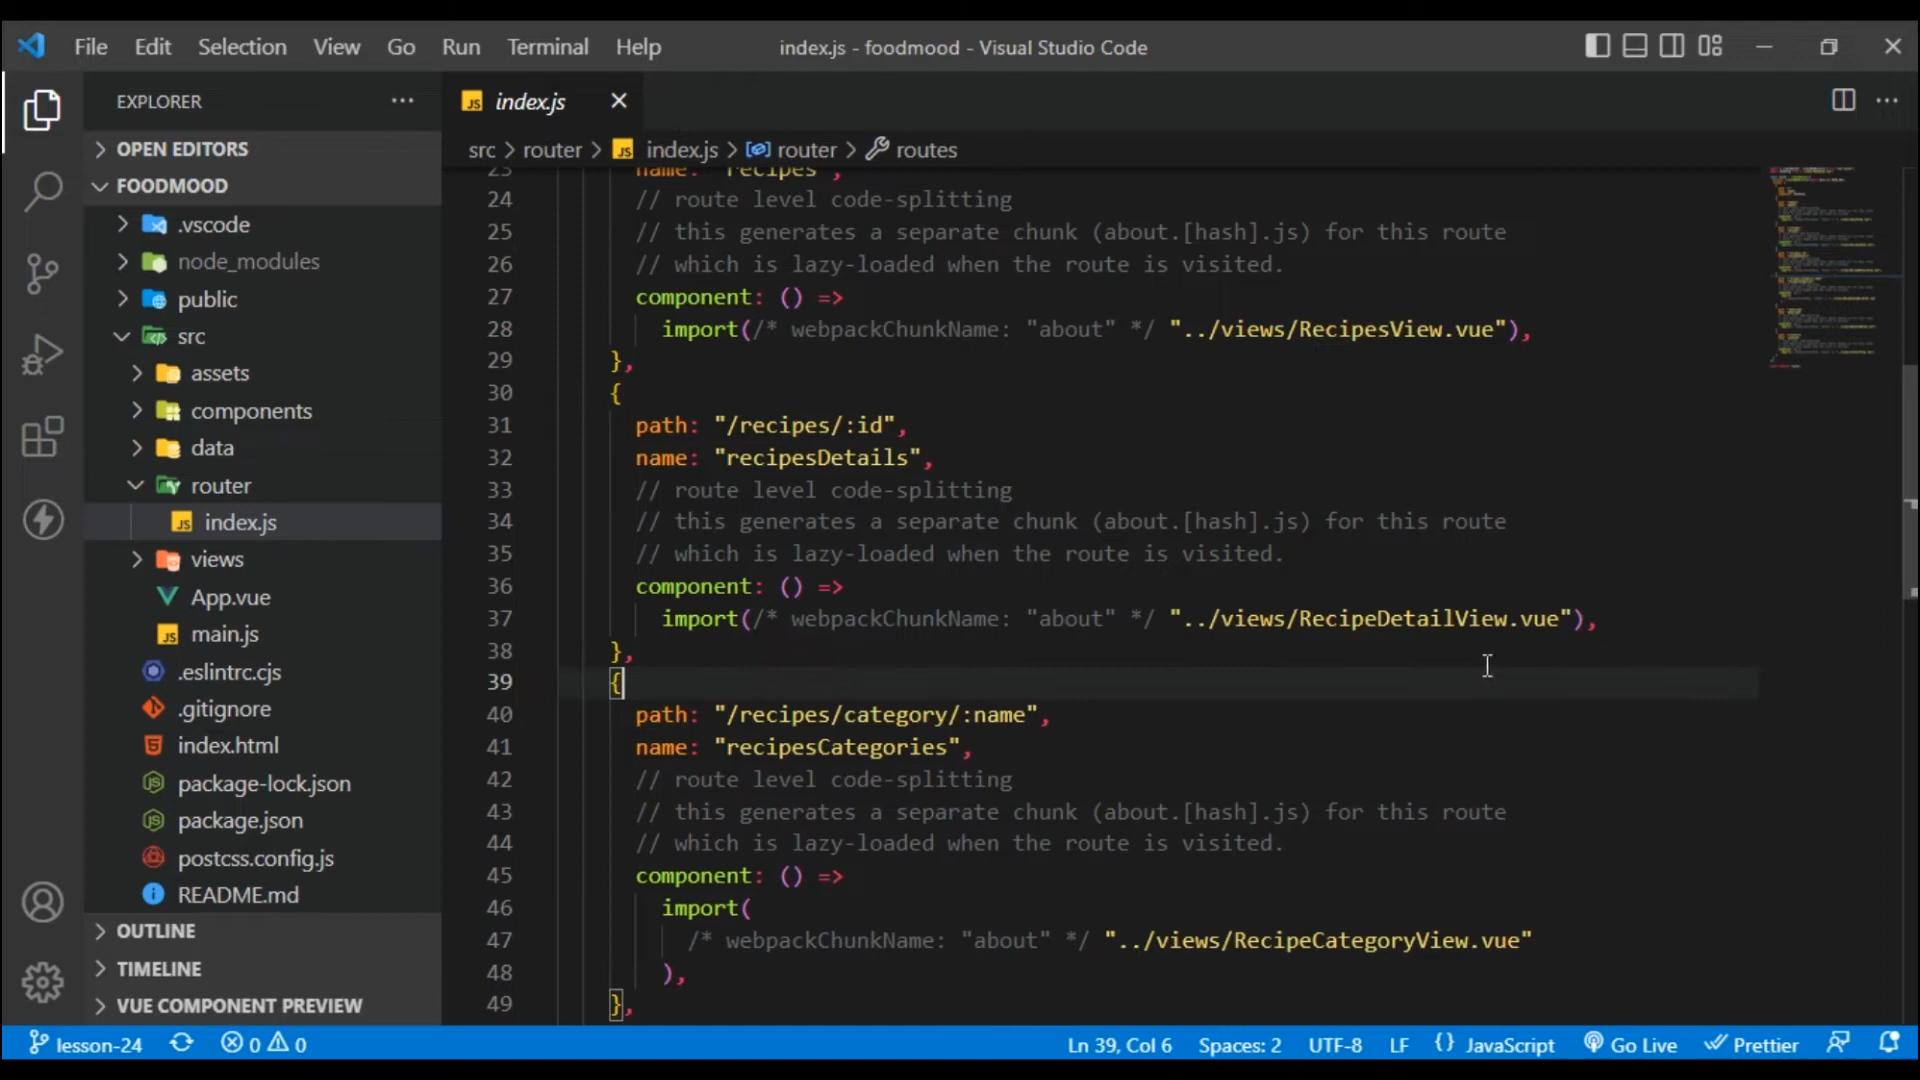 File Edit Selection View Go Run Terminal Help index.js - foodmood - Visual Studio Code
EXPLORER
OPEN EDITORS
FOODMOOD
.vscode
node_modules
public
src
assets
components
data
router
index.js
views
App.vue
main.js
.eslintrc.cjs
.gitignore
index.html
package-lock.json
package.json
postcss.config.js
README.md
OUTLINE
TIMELINE
VUE COMPONENT PREVIEW
index.js
src > router > index.js > router > routes
23 name: "recipes",
24 // route level code-splitting
25 // this generates a separate chunk (about.[hash].js) for this route
26 // which is lazy-loaded when the route is visited.
27 component: () =>
28 import(/* webpackChunkName: "about" */ "../views/RecipesView.vue"),
29 },
30 {
31 path: "/recipes/:id",
32 name: "recipesDetails",
33 // route level code-splitting
34 // this generates a separate chunk (about.[hash].js) for this route
35 // which is lazy-loaded when the route is visited.
36 component: () =>
37 import(/* webpackChunkName: "about" */ "../views/RecipeDetailView.vue"),
38 },
39 {
40 path: "/recipes/category/:name",
41 name: "recipesCategories",
42 // route level code-splitting
43 // this generates a separate chunk (about.[hash].js) for this route
44 // which is lazy-loaded when the route is visited.
45 component: () =>
46 import(
47 /* webpackChunkName: "about" */ "../views/RecipeCategoryView.vue"
48 ),
49 },
lesson-24 0 0 Ln 39, Col 6 Spaces: 2 UTF-8 LF {} JavaScript Go Live Prettier